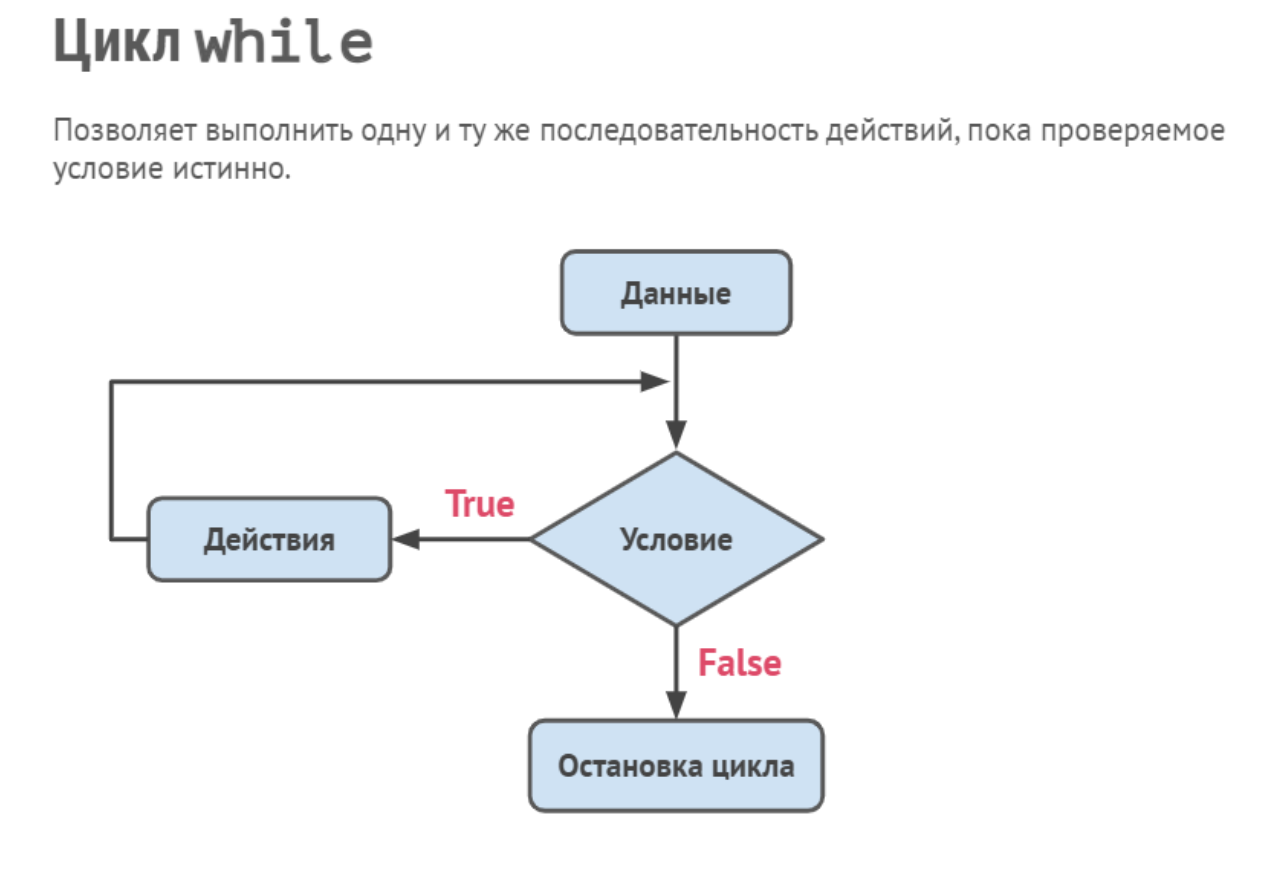 Цикл while
Позволяет выполнить одну и ту же последовательность действий, пока проверяемое
условие истинно.
Данные
True
Действия
Условие
False
Остановка цикла